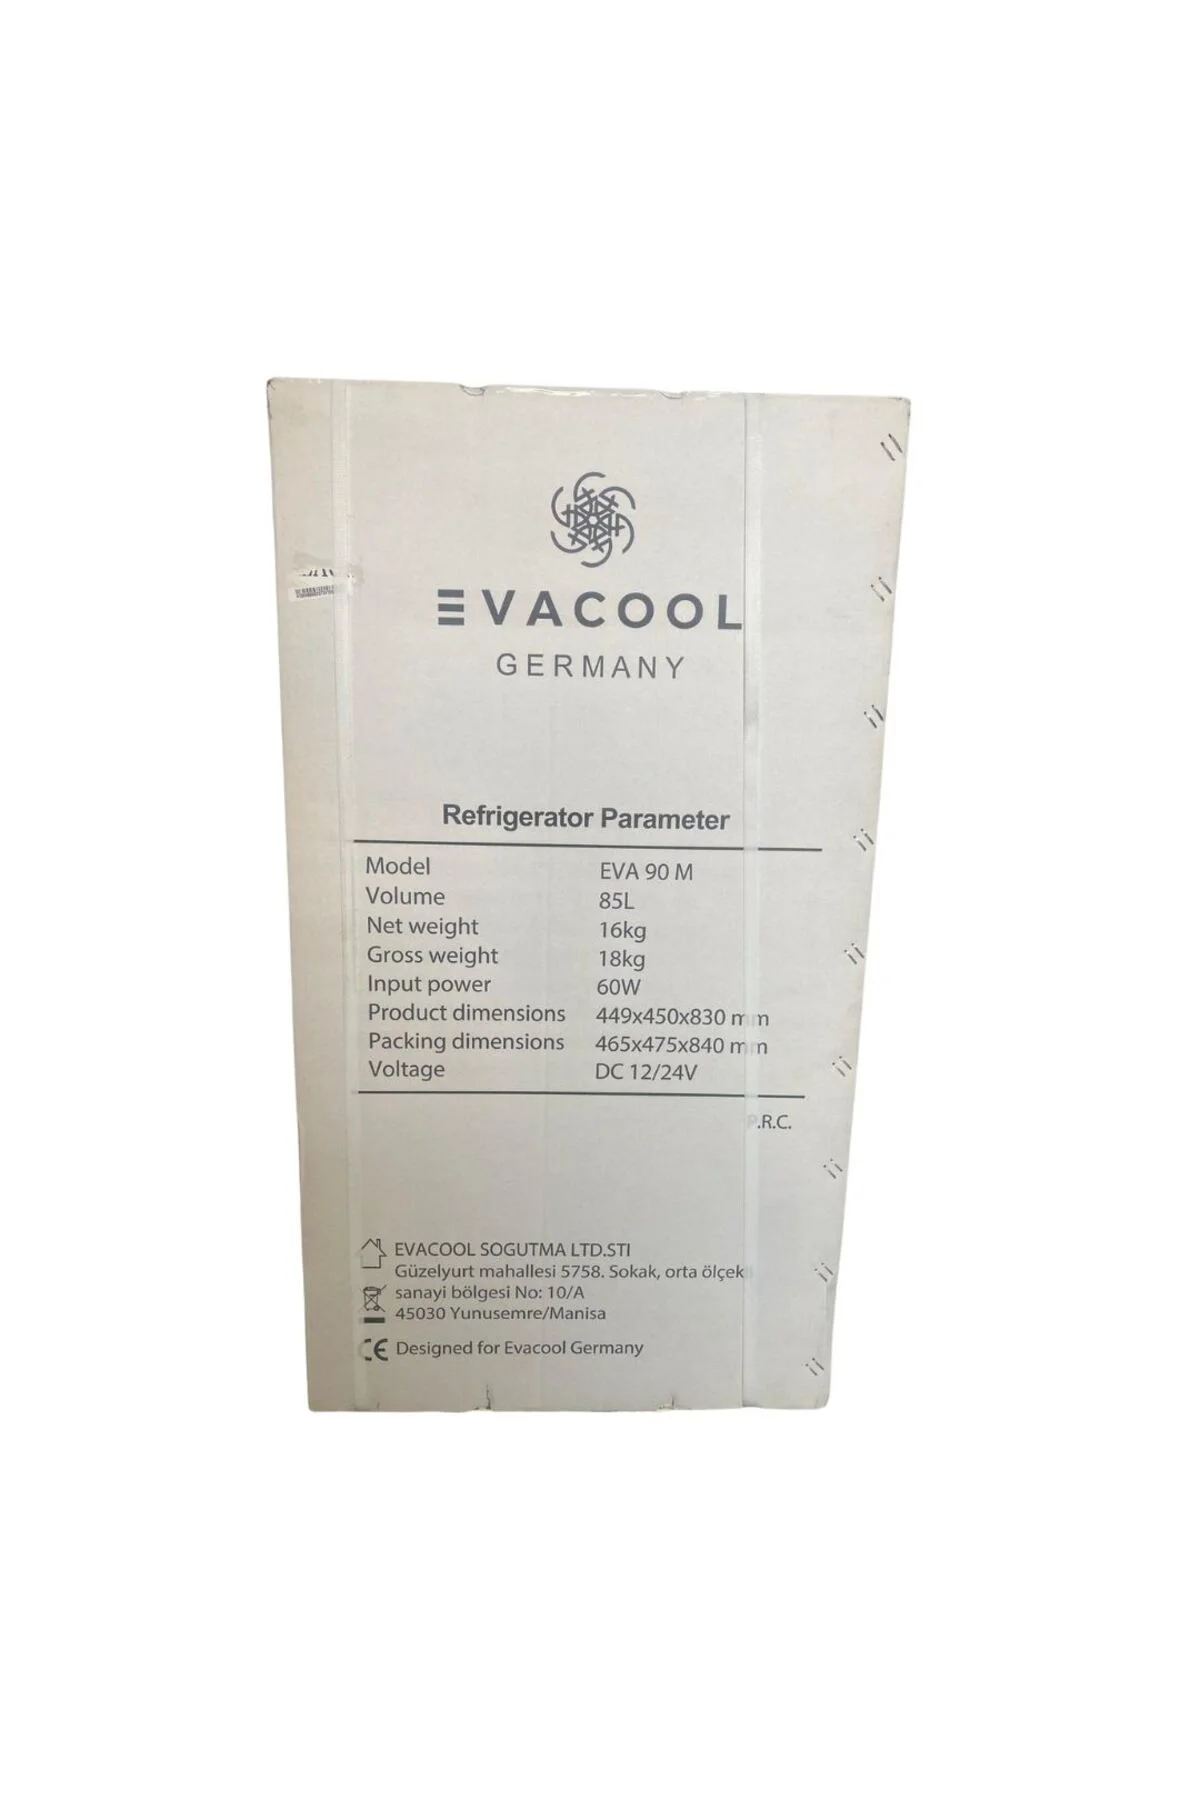 EVACOOL
GERMANY
Refrigerator Parameter
Model EVA 90 M
Volume 85L
Net weight 16kg
Gross weight 18kg
Input power 60W
Product dimensions 449x450x830 mm
Packing dimensions 465x475x840 mm
Voltage DC 12/24V
P.R.C.
EVACOOL SOGUTMA LTD.STI
Güzelyurt mahallesi 5758. Sokak, orta ölçekli
sanayi bölgesi No: 10/A
45030 Yunusemre/Manisa
CE Designed for Evacool Germany